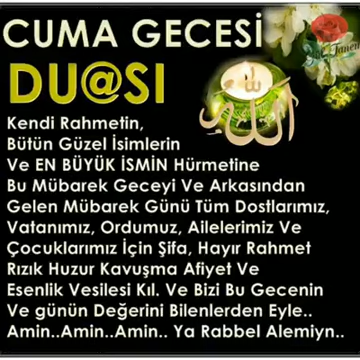 CUMA GECESİ
DU@SI
Kendi Rahmetin,
Bütün Güzel İsimlerin
Ve EN BÜYÜK İSMİN Hürmetine
Bu Mübarek Geceyi Ve Arkasından
Gelen Mübarek Günü Tüm Dostlarımız,
Vatanımız, Ordumuz, Ailelerimiz Ve
Çocuklarımız İçin Şifa, Hayır Rahmet
Rızık Huzur Kavuşma Afiyet Ve
Esenlik Vesilesi Kıl. Ve Bizi Bu Gecenin
Ve günün Değerini Bilenlerden Eyle..
Amin..Amin..Amin.. Ya Rabbel Alemiyn..
الله